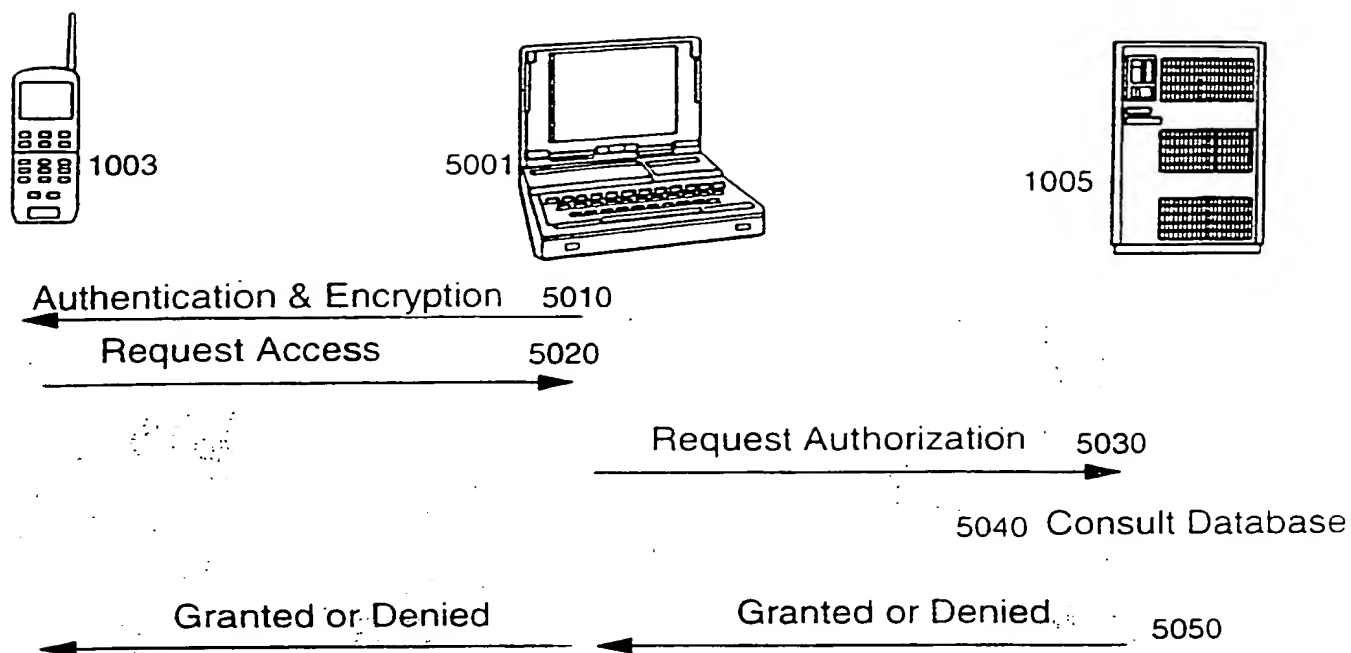 1003
5001
1005
Authentication & Encryption 5010
Request Access 5020
Request Authorization 5030
5040 Consult Database
Granted or Denied Granted or Denied 5050